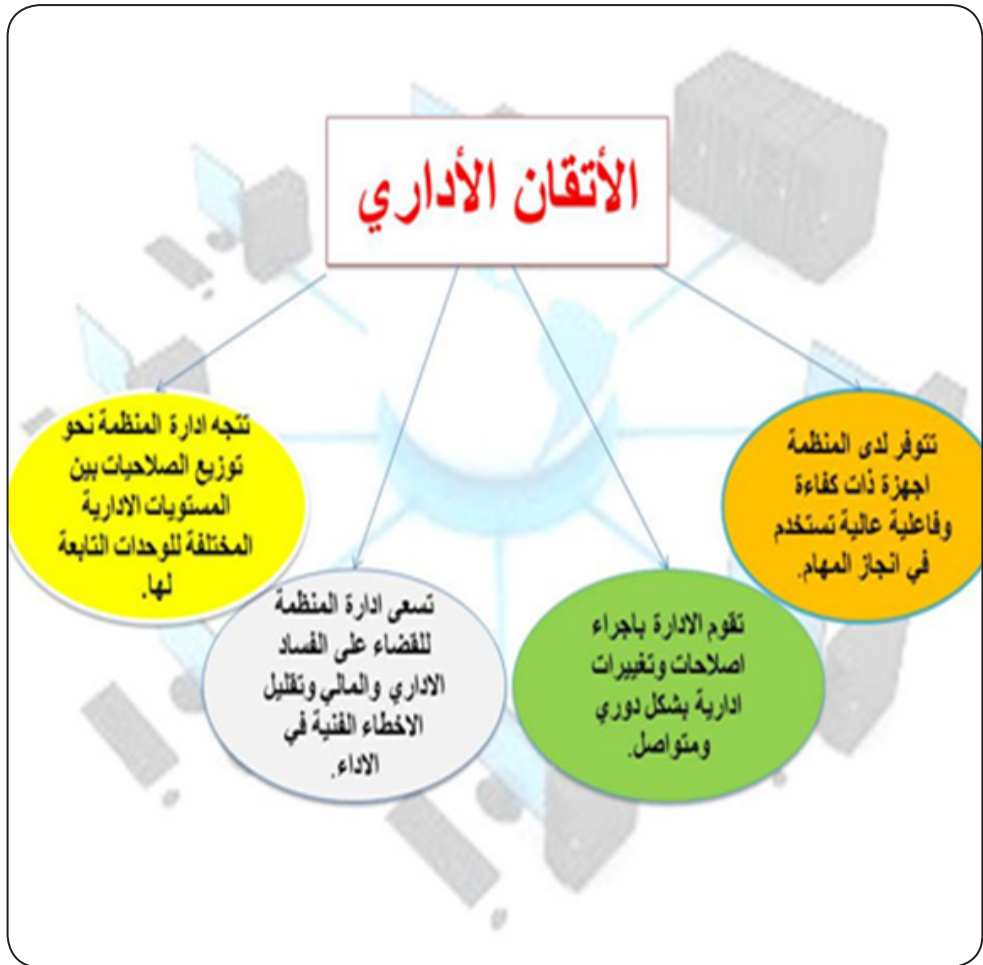 الأتقان الأداري
تتوفر لدى المنظمة
اجهزة ذات كفاءة
وفاعلية عالية تستخدم
في انجاز المهام.
تقوم الادارة باجراء
اصلاحات وتغييرات
ادارية بشكل دوري
ومتواصل.
تسعى ادارة المنظمة
للقضاء على الفساد
الاداري والمالي وتقليل
الاخطاء الفنية في
الاداء.
تتجه ادارة المنظمة نحو
توزيع الصلاحيات بين
المستويات الادارية
المختلفة للوحدات التابعة
لها.